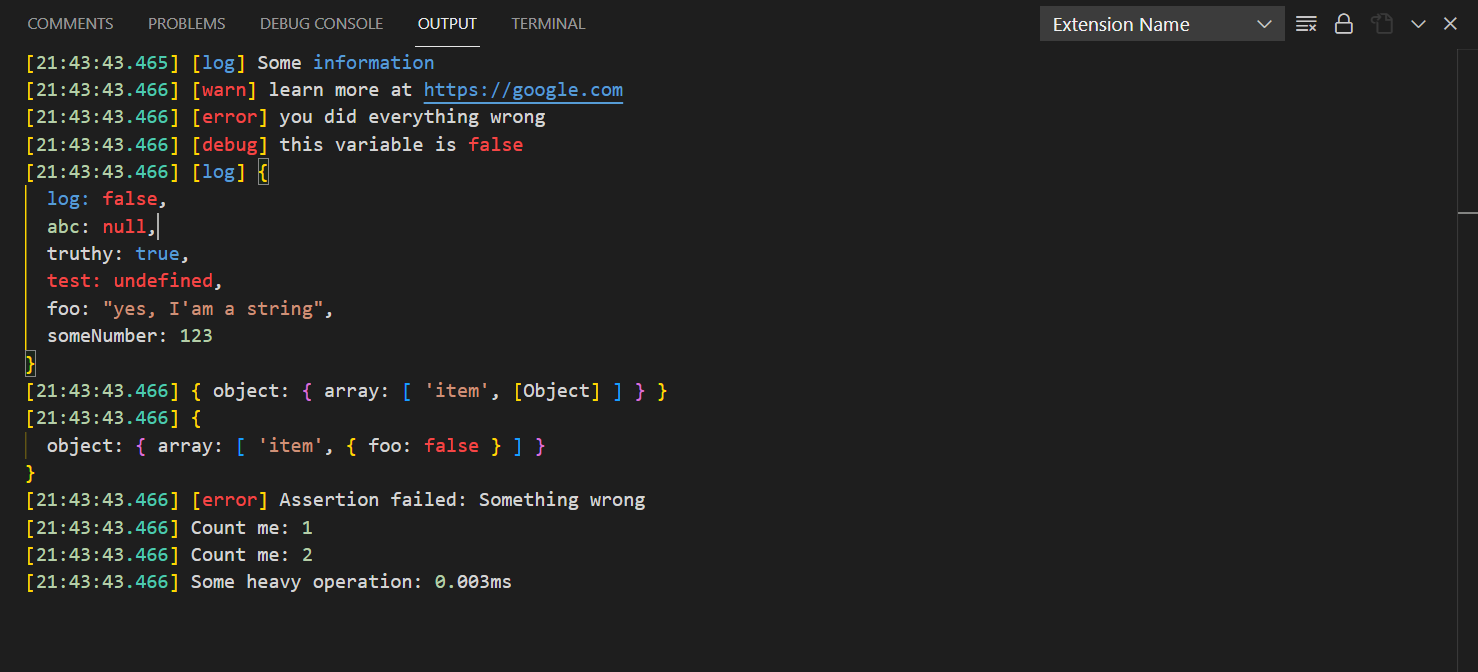 COMMENTS PROBLEMS DEBUG CONSOLE OUTPUT TERMINAL Extension Name
[21:43:43.465] [log] Some information
[21:43:43.466] [warn] learn more at https://google.com
[21:43:43.466] [error] you did everything wrong
[21:43:43.466] [debug] this variable is false
[21:43:43.466] [log] {
  log: false,
  abc: null,
  truthy: true,
  test: undefined,
  foo: "yes, I'am a string",
  someNumber: 123
}
[21:43:43.466] { object: { array: [ 'item', [Object] ] } }
[21:43:43.466] {
  object: { array: [ 'item', { foo: false } ] }
}
[21:43:43.466] [error] Assertion failed: Something wrong
[21:43:43.466] Count me: 1
[21:43:43.466] Count me: 2
[21:43:43.466] Some heavy operation: 0.003ms